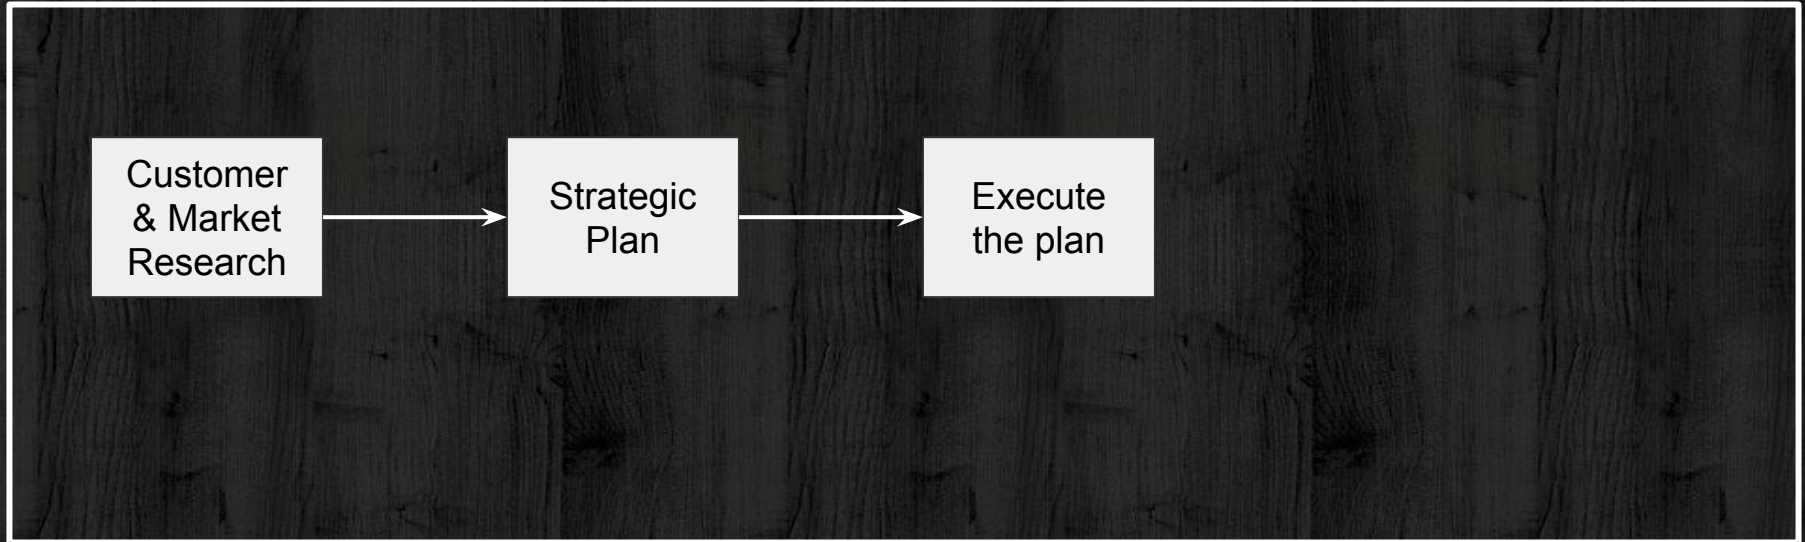 Customer
& Market
Research
Strategic
Plan
Execute
the plan